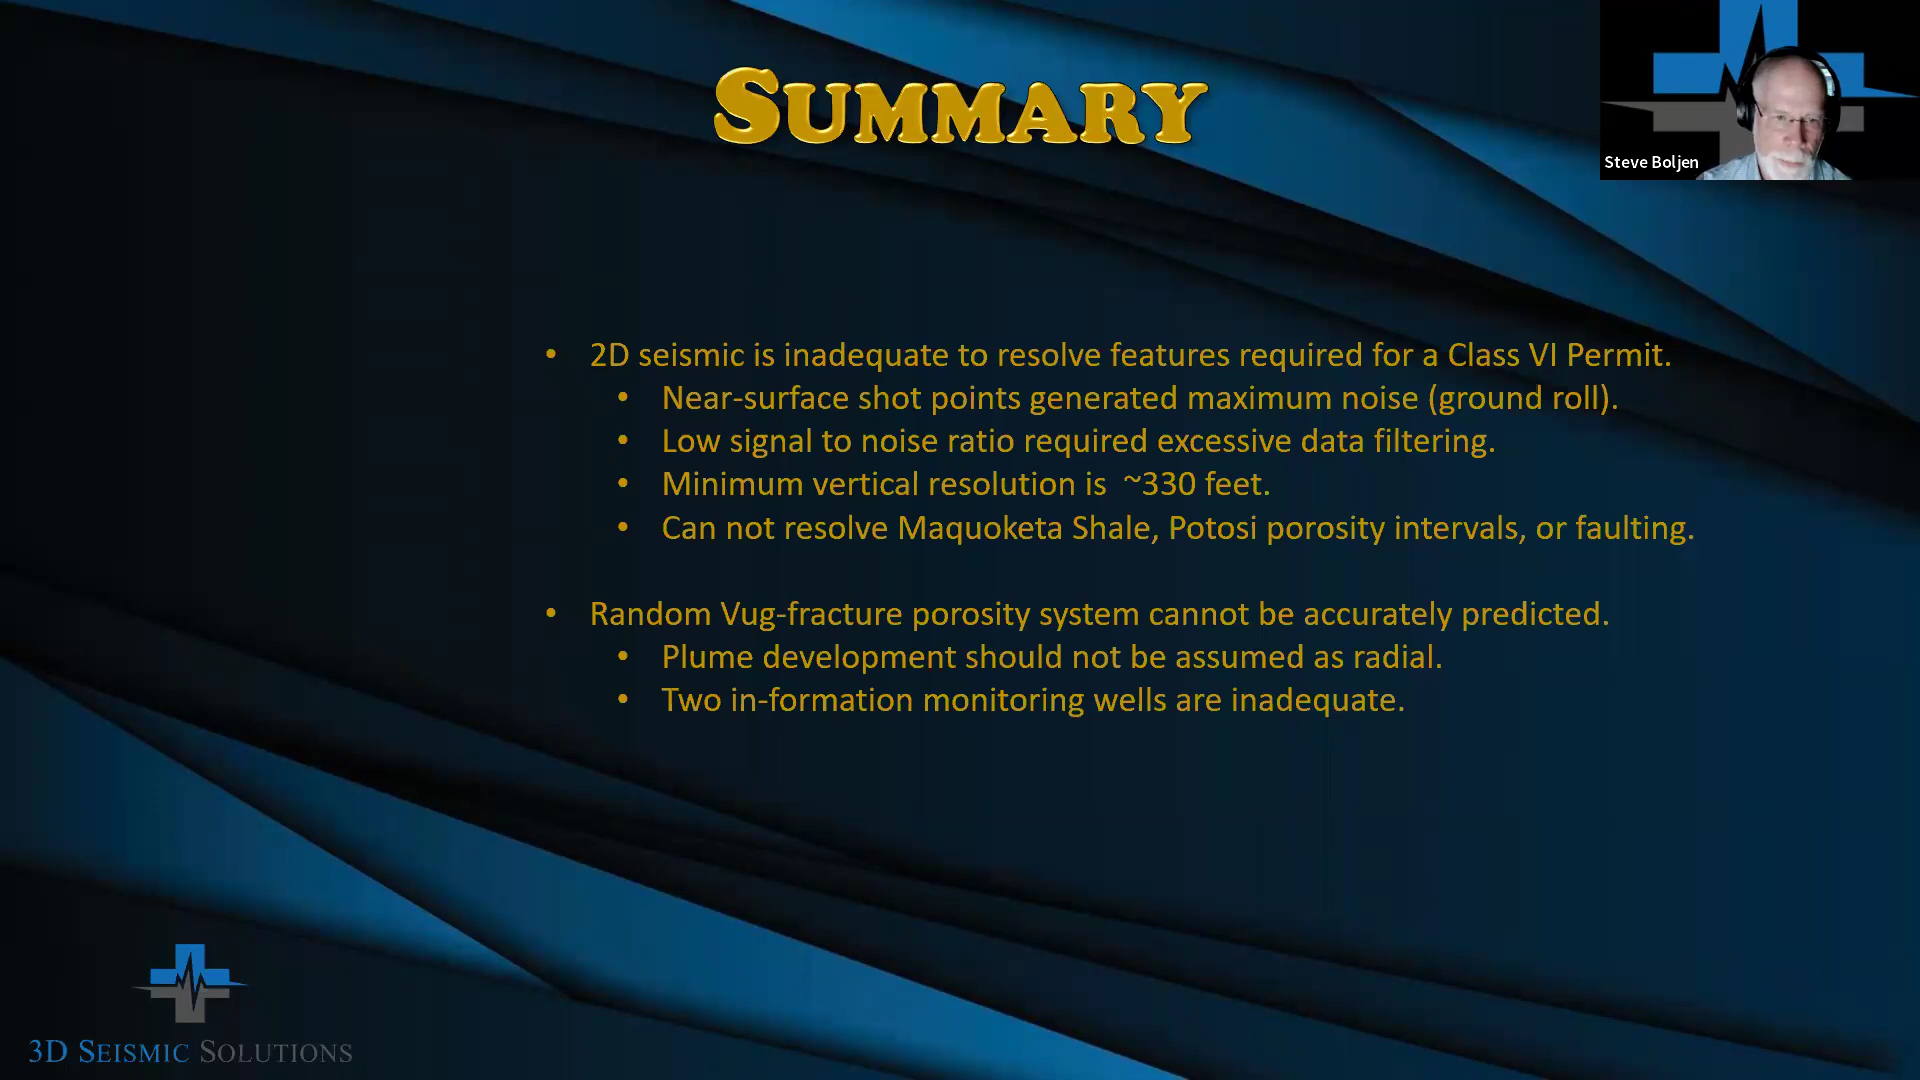 SUMMARY
Steve Boljen
• 2D seismic is inadequate to resolve features required for a Class VI Permit.
• Near-surface shot points generated maximum noise (ground roll).
• Low signal to noise ratio required excessive data filtering.
• Minimum vertical resolution is ~330 feet.
• Can not resolve Maquoketa Shale, Potosi porosity intervals, or faulting.
• Random Vug-fracture porosity system cannot be accurately predicted.
• Plume development should not be assumed as radial.
• Two in-formation monitoring wells are inadequate.
3D SEISMIC SOLUTIONS